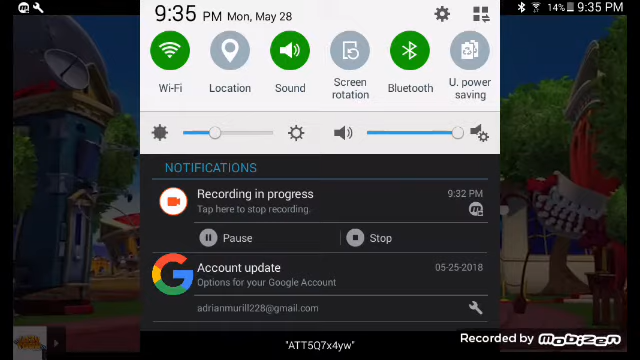 14% 9:35 PM
9:35 PM Mon, May 28
Wi-Fi
Location
Sound
Screen
rotation
Bluetooth
U. power
saving
NOTIFICATIONS
Recording in progress 9:32 PM
Tap here to stop recording.
Pause
Stop
Account update 05-25-2018
Options for your Google Account
adrianmurill228@gmail.com
Recorded by Mobizen
"ATT5Q7x4yw"